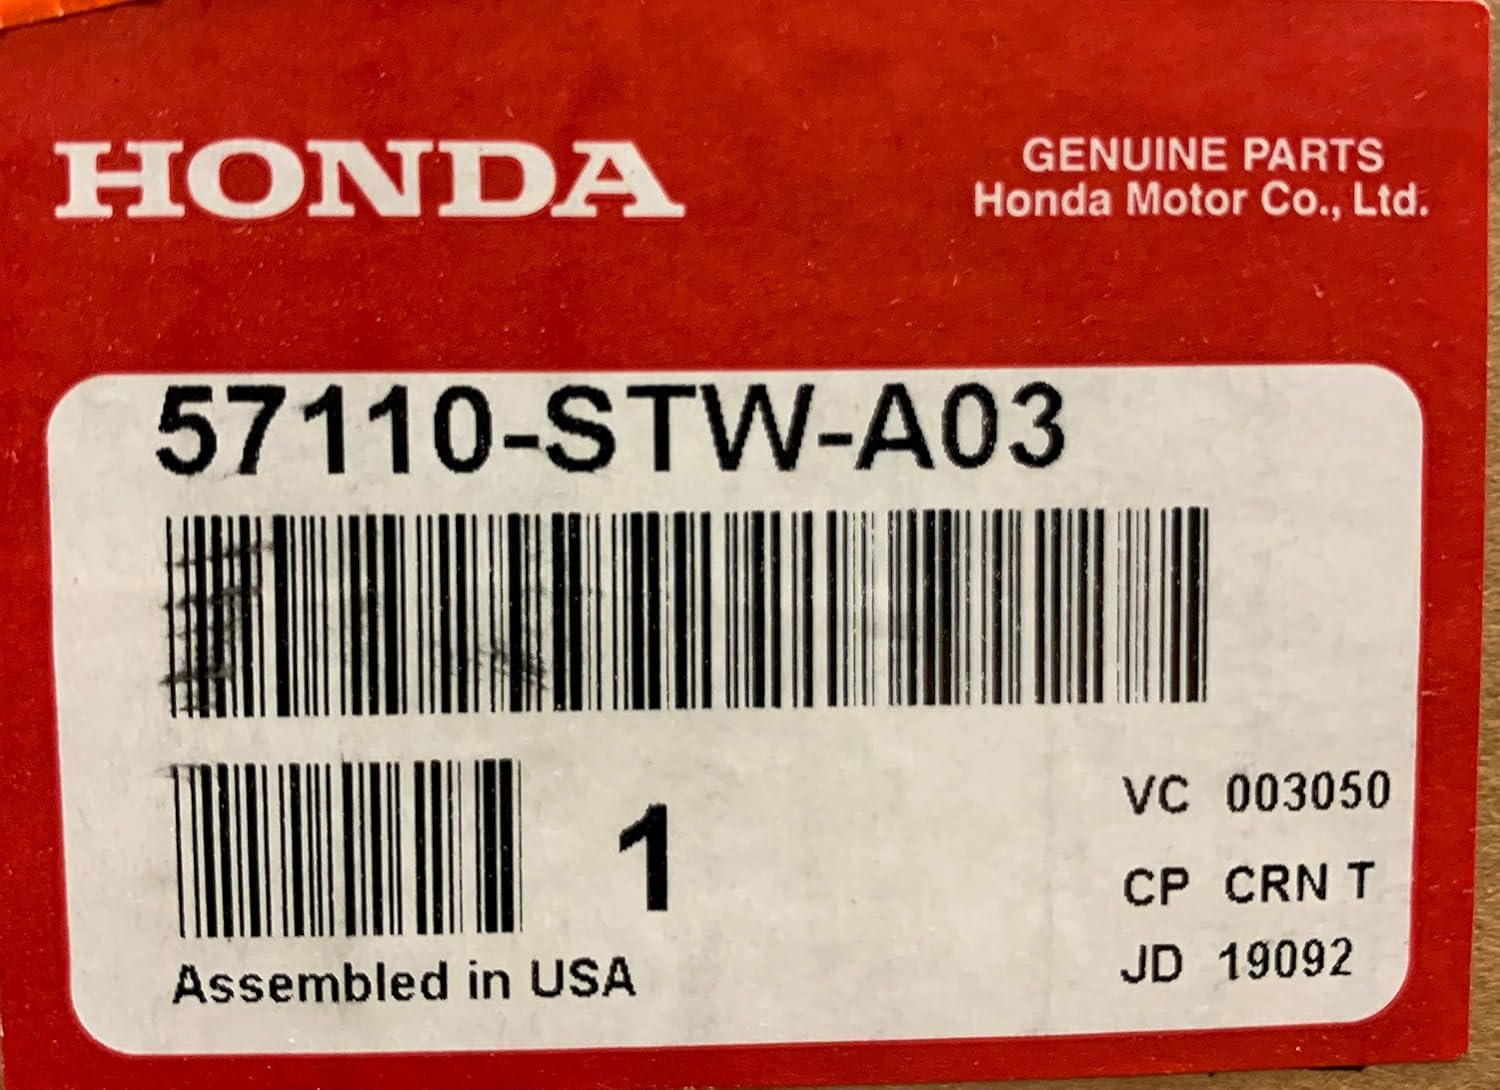 HONDA
GENUINE PARTS
Honda Motor Co., Ltd.
57110-STW-A03
1
VC 003050
CP CRN T
JD 19092
Assembled in USA